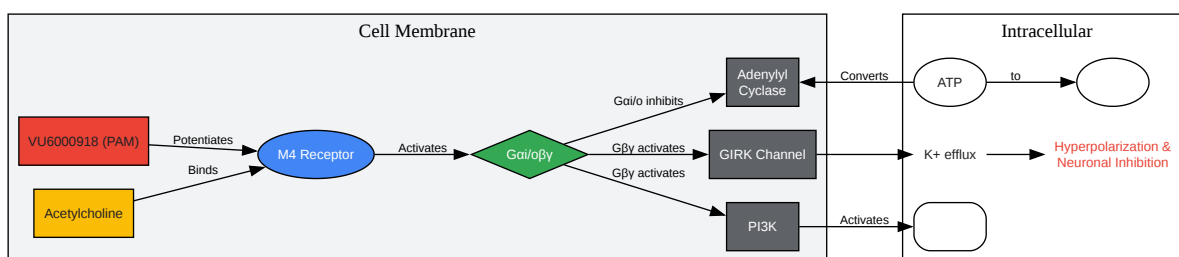 Cell Membrane
Intracellular
VU6000918 (PAM)
Acetylcholine
Potentiates
Binds
M4 Receptor
Activates
Gαi/oβγ
Gαi/o inhibits
Gβγ activates
Gβγ activates
Adenylyl
Cyclase
GIRK Channel
PI3K
Converts
ATP
to
K+ efflux
Hyperpolarization &
Neuronal Inhibition
Activates